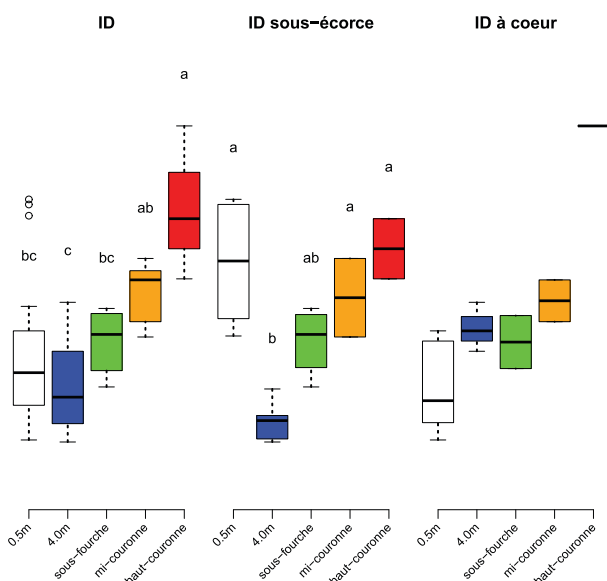 ID
ID sous−écorce
ID à coeur
a
a
a
ab
a
bc
c
bc
ab
b
0.5m
4.0m
sous−fourche
mi−couronne
haut−couronne
0.5m
4.0m
sous−fourche
mi−couronne
haut−couronne
0.5m
4.0m
sous−fourche
mi−couronne
haut−couronne